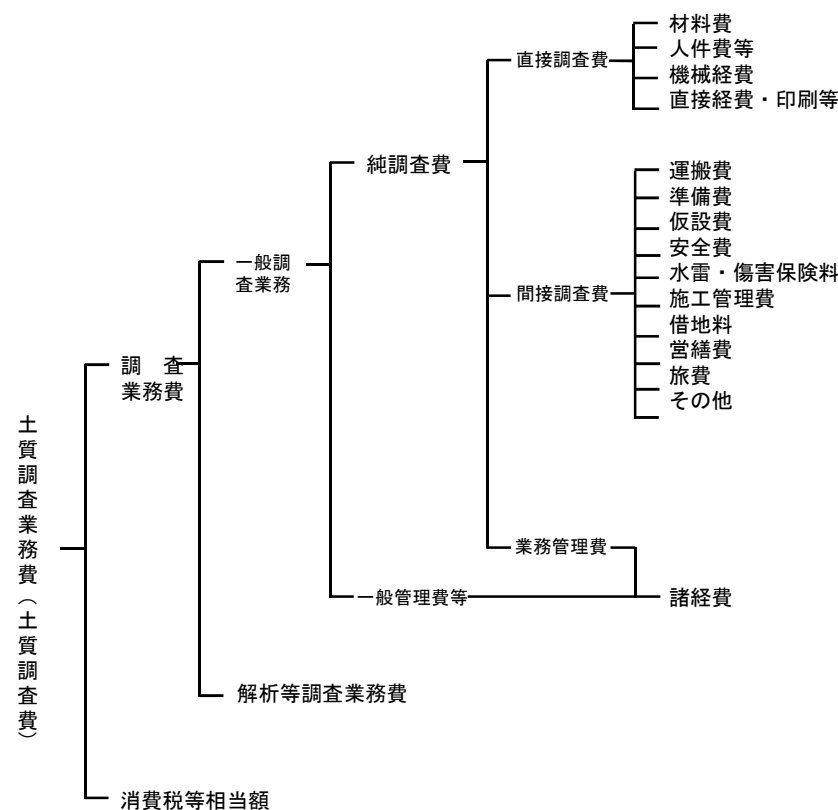 土質調査業務費（土質調査費）
調　査
業務費
消費税等相当額
一般調
査業務
解析等調査業務費
純調査費
一般管理費等
直接調査費
間接調査費
業務管理費
材料費
人件費等
機械経費
直接経費・印刷等
運搬費
準備費
仮設費
安全費
水雷・傷害保険料
施工管理費
借地料
営繕費
旅費
その他
諸経費